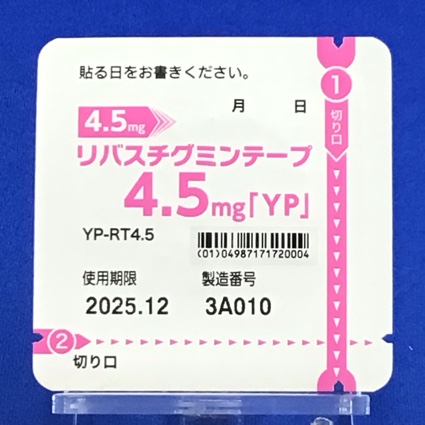 貼る日をお書きください。
月 日
4.5mg
リバスチグミンテープ
4.5mg「YP」
YP-RT4.5
(01)04987171720004
使用期限 製造番号
2025.12 3A010
① 切り口
② 切り口